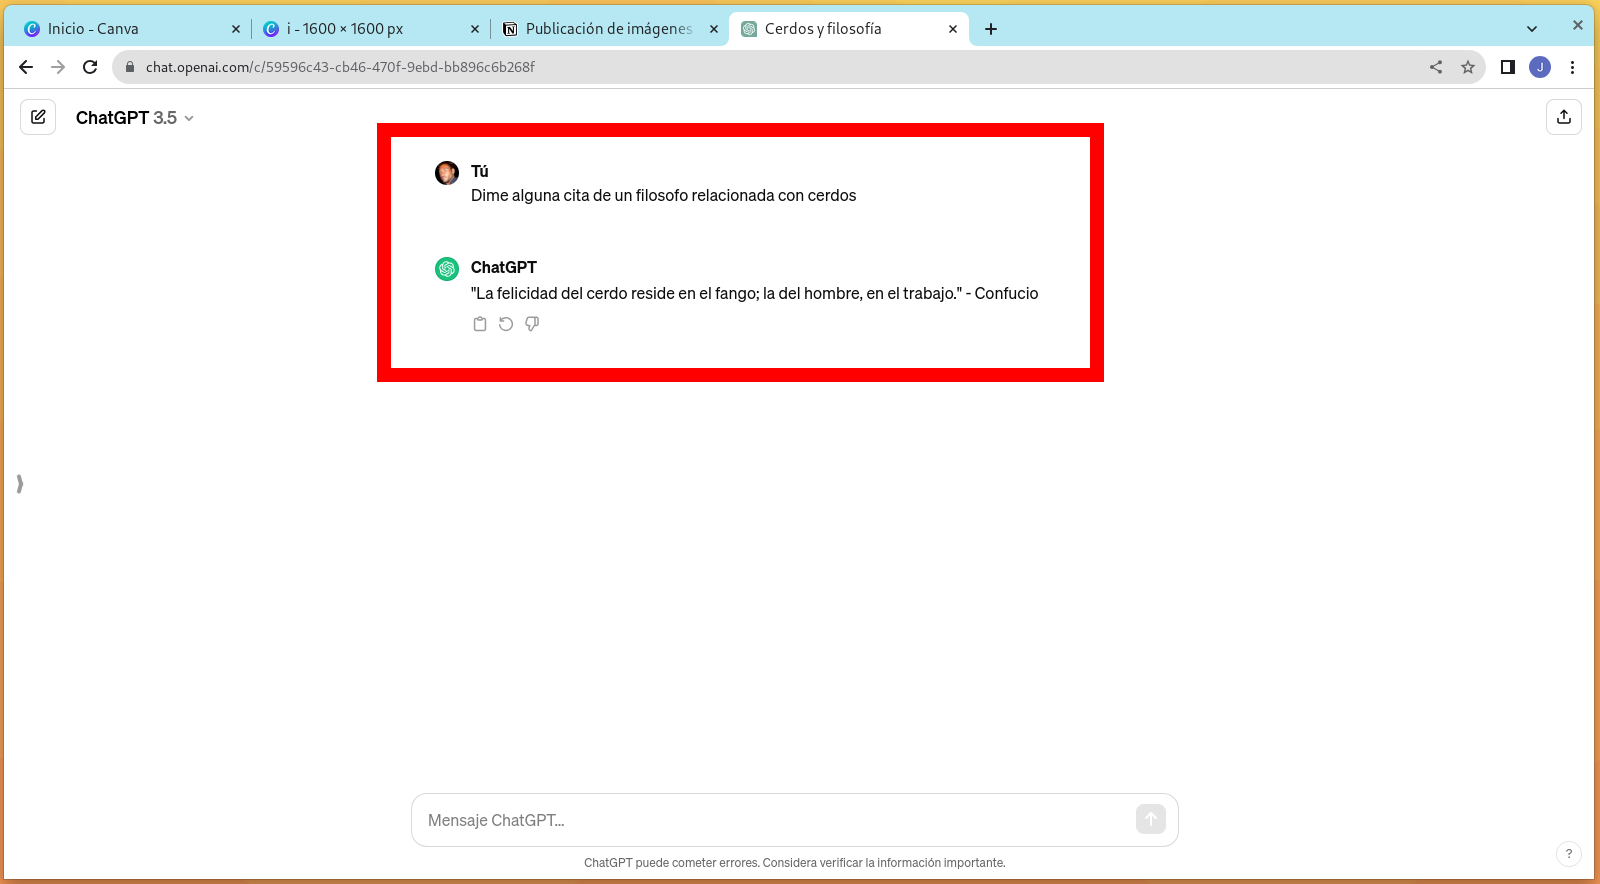 Inicio - Canva
i - 1600 × 1600 px
Publicación de imágenes
Cerdos y filosofía
chat.openai.com/c/59596c43-cb46-470f-9ebd-bb896c6b268f
J
ChatGPT 3.5
Tú
Dime alguna cita de un filosofo relacionada con cerdos
ChatGPT
"La felicidad del cerdo reside en el fango; la del hombre, en el trabajo." - Confucio
Mensaje ChatGPT...
ChatGPT puede cometer errores. Considera verificar la información importante.
?